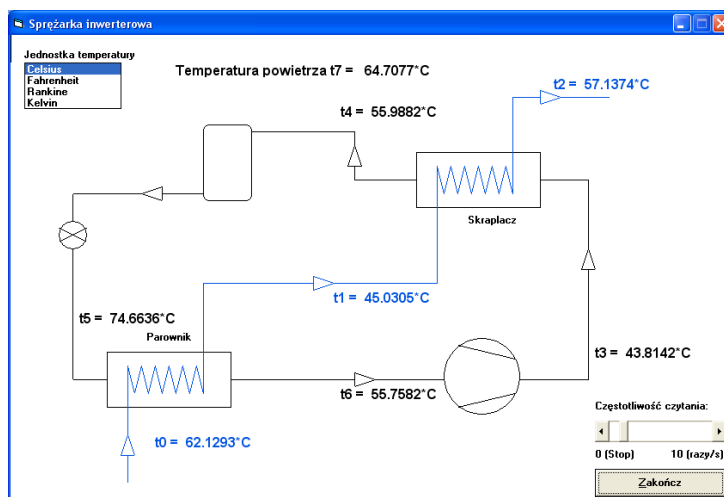 Sprężarka inwerterowa
Jednostka temperatury
Celsius
Fahrenheit
Rankine
Kelvin
Temperatura powietrza t7 = 64.7077*C
t2 = 57.1374*C
t4 = 55.9882*C
Skraplacz
t1 = 45.0305*C
t5 = 74.6636*C
Parownik
t3 = 43.8142*C
t6 = 55.7582*C
t0 = 62.1293*C
Częstotliwość czytania:
0 (Stop) 10 (razy/s)
Zakończ